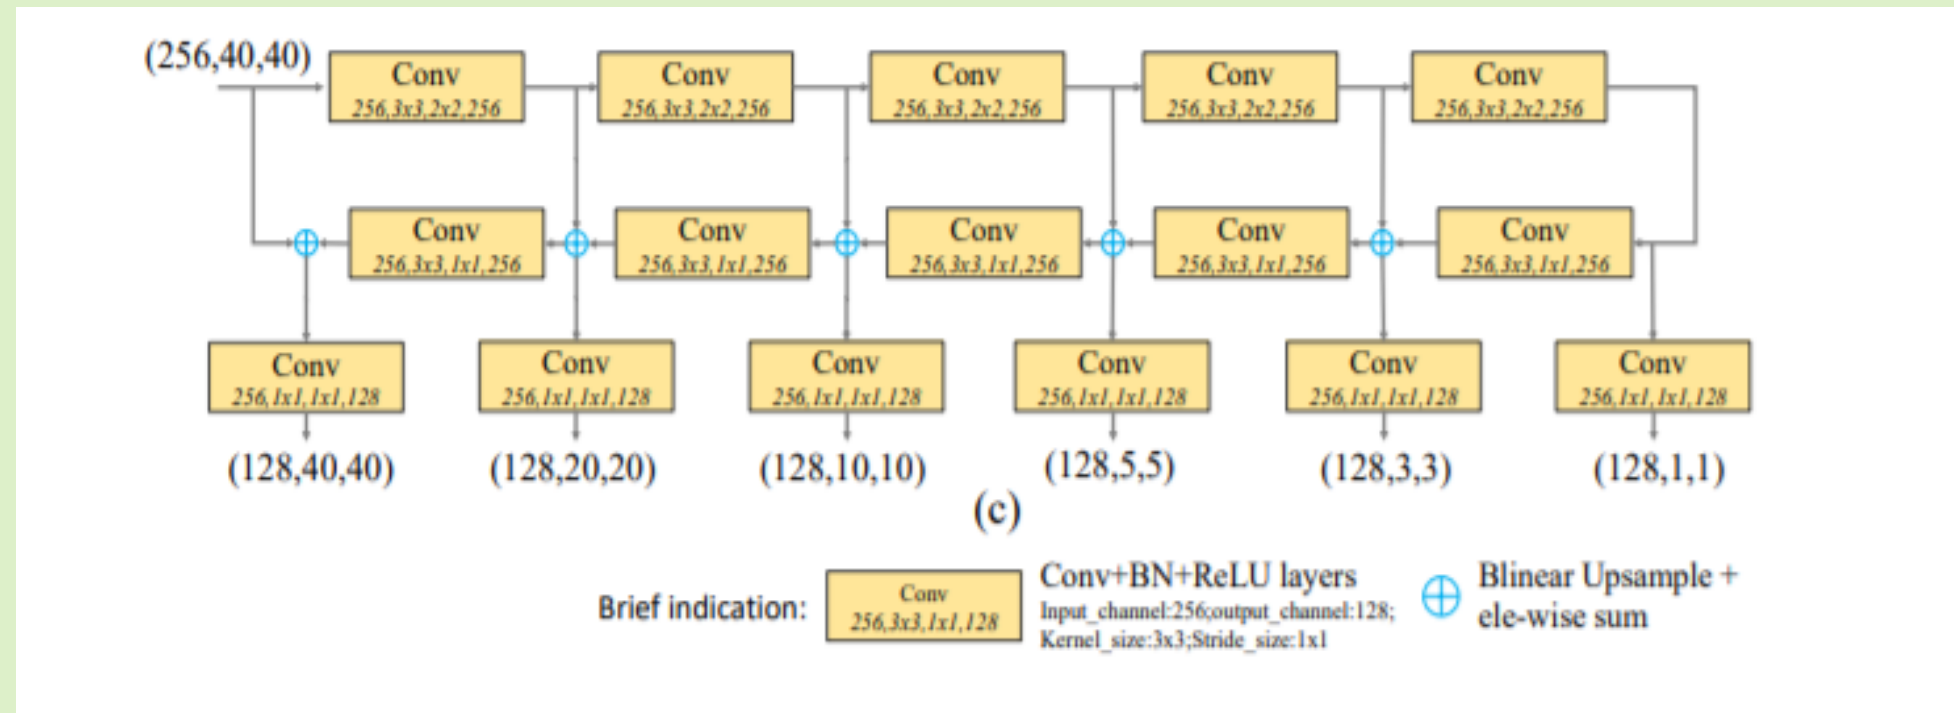 (256,40,40)
Conv
256,3x3,2x2,256
Conv
256,3x3,2x2,256
Conv
256,3x3,2x2,256
Conv
256,3x3,2x2,256
Conv
256,3x3,2x2,256
Conv
256,3x3,1x1,256
Conv
256,3x3,1x1,256
Conv
256,3x3,1x1,256
Conv
256,3x3,1x1,256
Conv
256,3x3,1x1,256
Conv
256,1x1,1x1,128
Conv
256,1x1,1x1,128
Conv
256,1x1,1x1,128
Conv
256,1x1,1x1,128
Conv
256,1x1,1x1,128
Conv
256,1x1,1x1,128
(128,40,40)
(128,20,20)
(128,10,10)
(128,5,5)
(128,3,3)
(128,1,1)
(c)
Brief indication:
Conv
256,3x3,1x1,128
Conv+BN+ReLU layers
Input_channel:256;output_channel:128;
Kernel_size:3x3;Stride_size:1x1
Blinear Upsample +
ele-wise sum